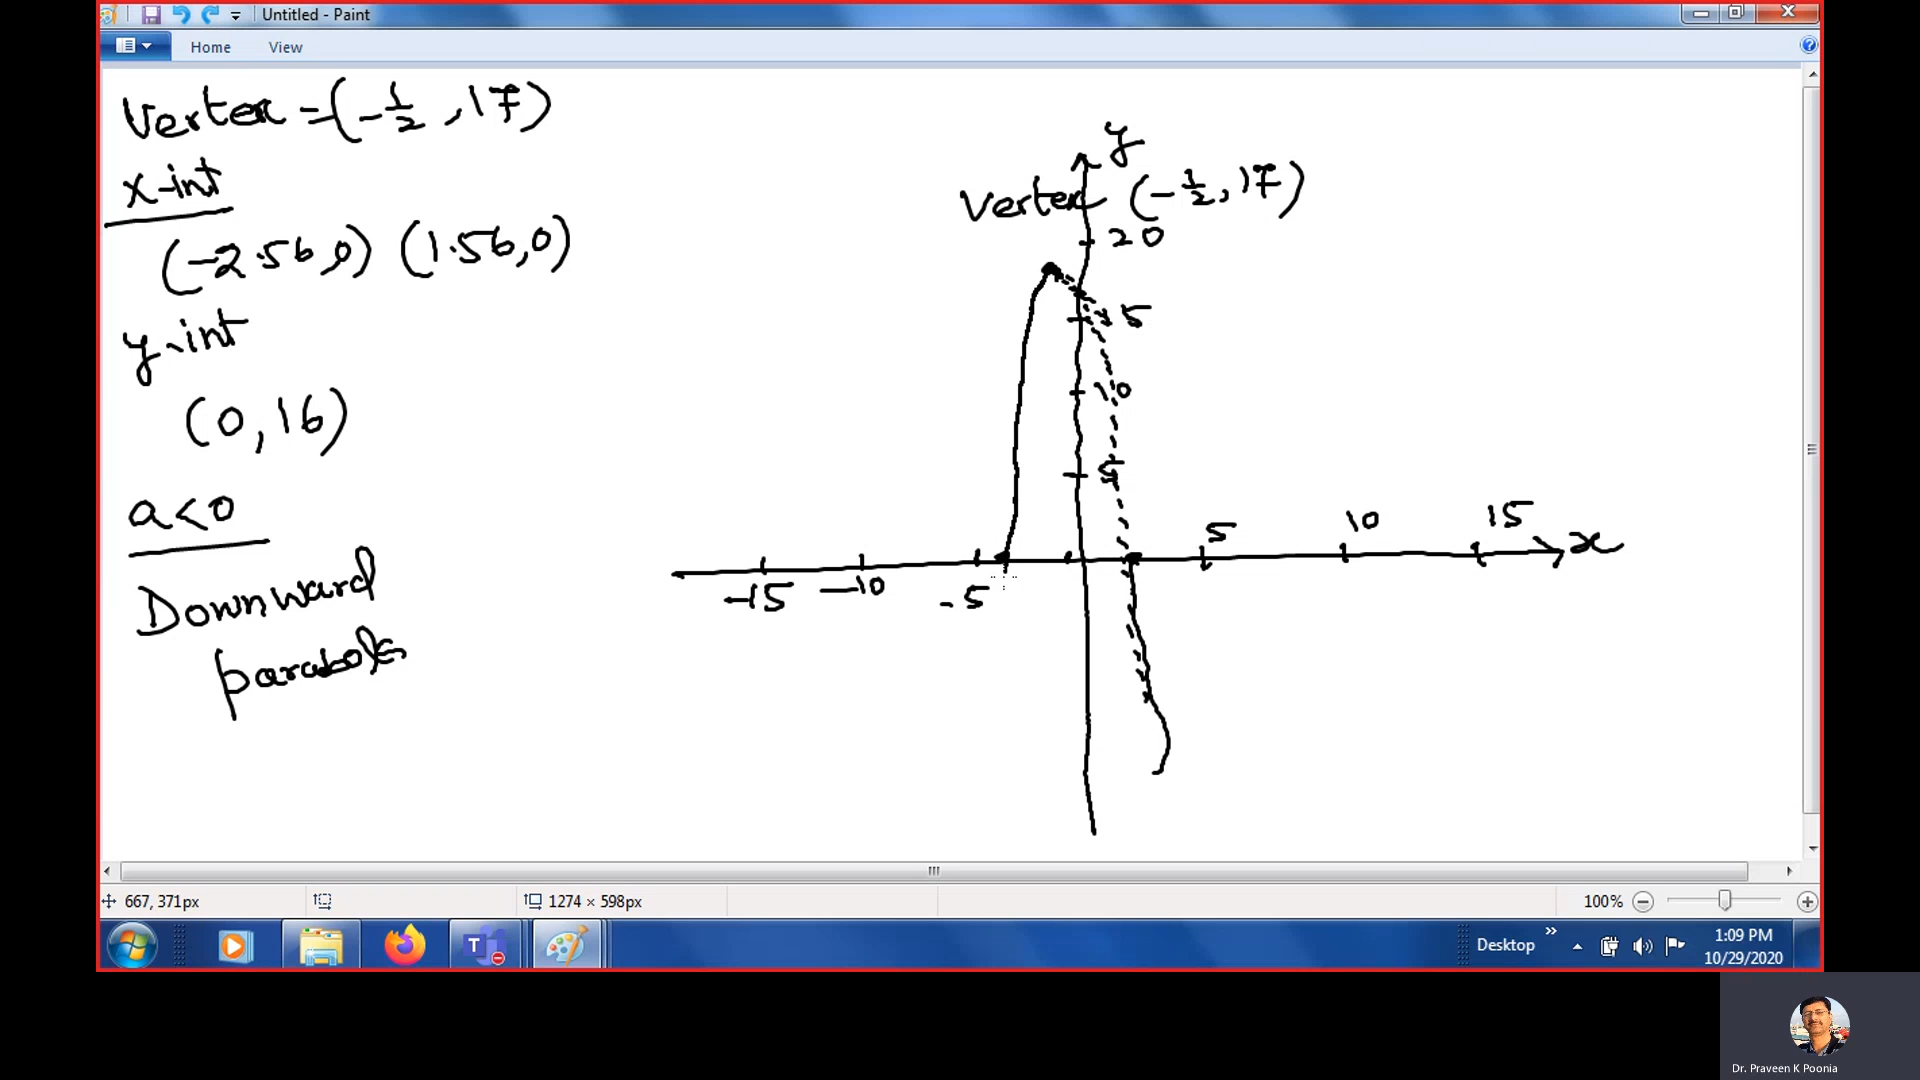 Untitled - Paint
Home View
Vertex = (-1/2, 17)
x-int
(-2.56, 0) (1.56, 0)
y-int
(0, 16)
a<0
Downward
parabola
y
Vertex (-1/2, 17)
20
15
10
5
-15 -10 -5 5 10 15 x
667, 371px
1274 × 598px
100%
T
Desktop
1:09 PM
10/29/2020
Dr. Praveen K Poonia